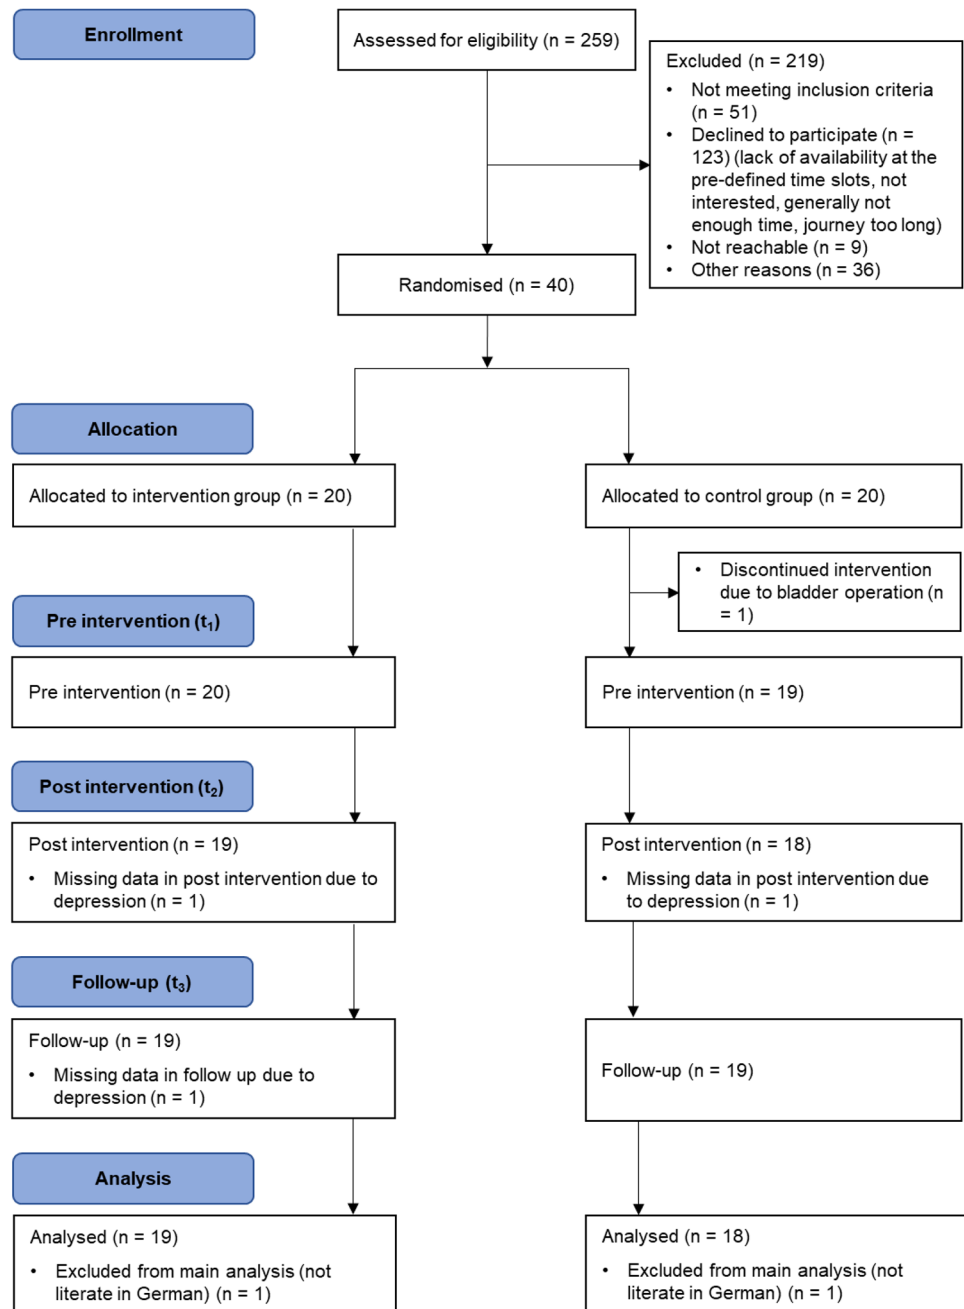 Enrollment
Assessed for eligibility (n = 259)
Excluded (n = 219)
• Not meeting inclusion criteria
(n = 51)
• Declined to participate (n =
123) (lack of availability at the
pre-defined time slots, not
interested, generally not
enough time, journey too long)
• Not reachable (n = 9)
• Other reasons (n = 36)
Randomised (n = 40)
Allocation
Allocated to intervention group (n = 20)
Allocated to control group (n = 20)
• Discontinued intervention
due to bladder operation (n
= 1)
Pre intervention (t₁)
Pre intervention (n = 20)
Pre intervention (n = 19)
Post intervention (t₂)
Post intervention (n = 19)
• Missing data in post intervention due to
depression (n = 1)
Post intervention (n = 18)
• Missing data in post intervention due
to depression (n = 1)
Follow-up (t₃)
Follow-up (n = 19)
• Missing data in follow up due to
depression (n = 1)
Follow-up (n = 19)
Analysis
Analysed (n = 19)
• Excluded from main analysis (not
literate in German) (n = 1)
Analysed (n = 18)
• Excluded from main analysis (not
literate in German) (n = 1)